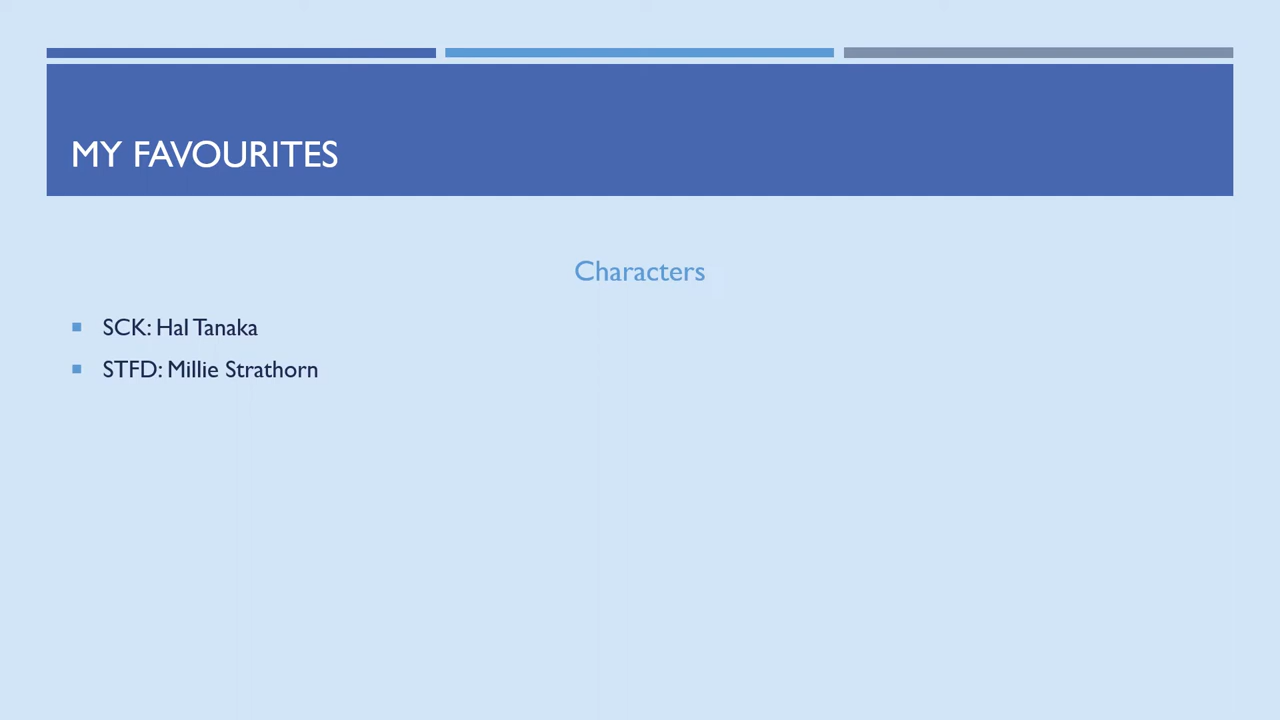 MY FAVOURITES
Characters
SCK: Hal Tanaka
STFD: Millie Strathorn